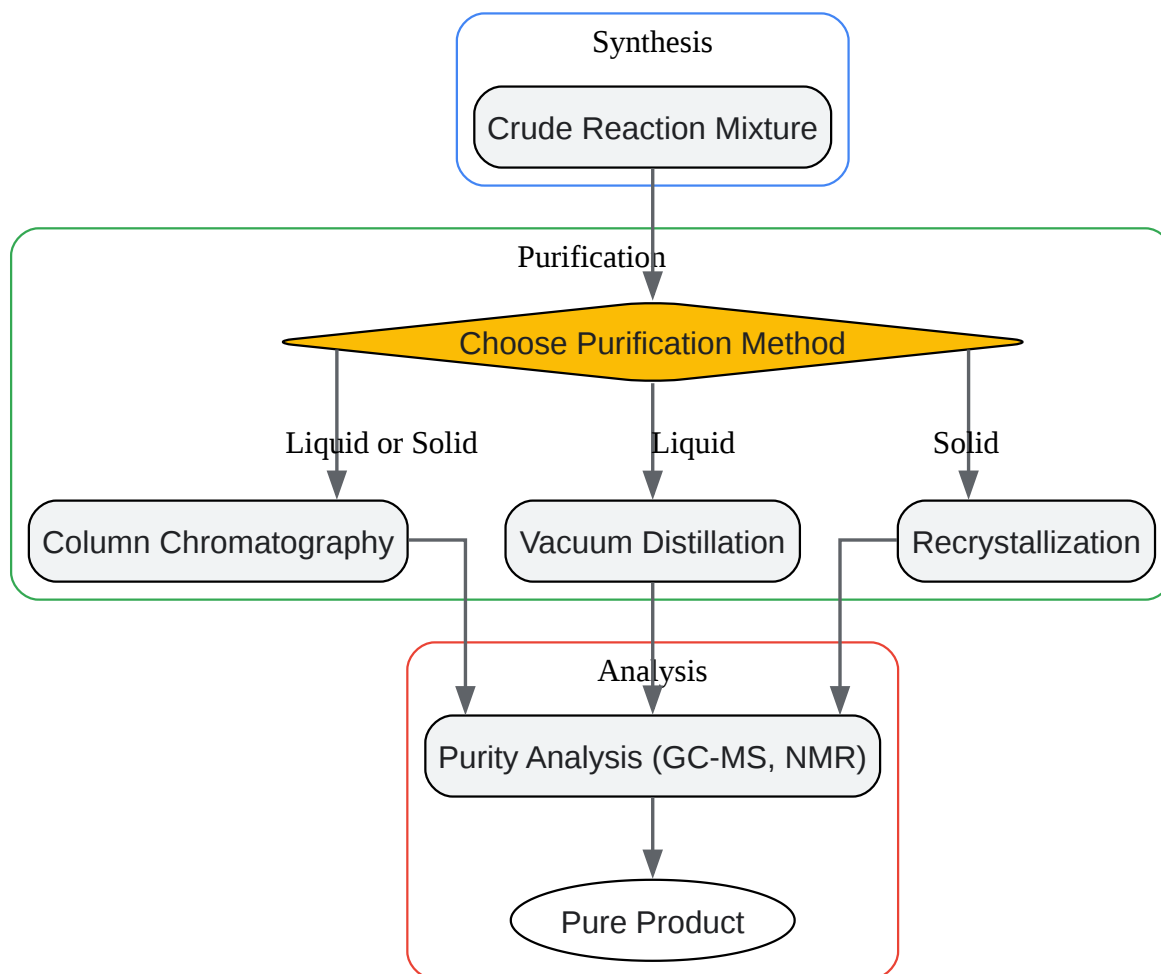 Synthesis
Crude Reaction Mixture
Purification
Choose Purification Method
Liquid or Solid
Liquid
Solid
Column Chromatography
Vacuum Distillation
Recrystallization
Analysis
Purity Analysis (GC-MS, NMR)
Pure Product